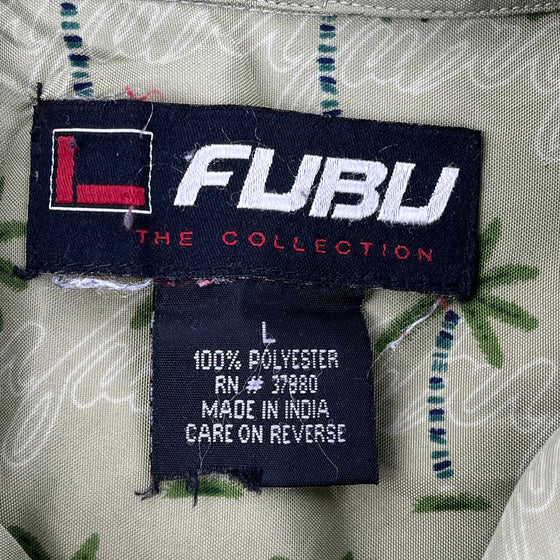 L FUBU
THE COLLECTION
L
100% POLYESTER
RN # 37880
MADE IN INDIA
CARE ON REVERSE